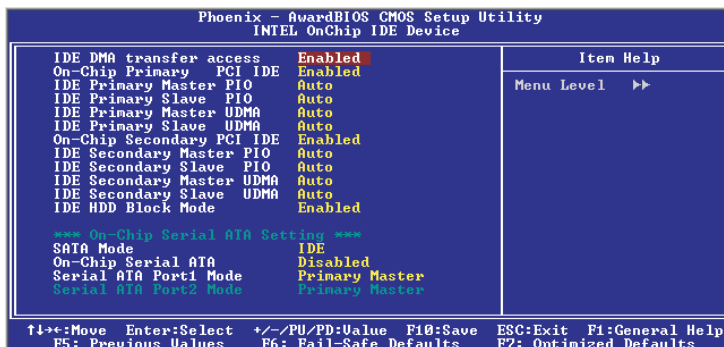 Phoenix - AwardBIOS CMOS Setup Utility
INTEL OnChip IDE Device
IDE DMA transfer access Enabled
On-Chip Primary PCI IDE Enabled
IDE Primary Master PIO Auto
IDE Primary Slave PIO Auto
IDE Primary Master UDMA Auto
IDE Primary Slave UDMA Auto
On-Chip Secondary PCI IDE Enabled
IDE Secondary Master PIO Auto
IDE Secondary Slave PIO Auto
IDE Secondary Master UDMA Auto
IDE Secondary Slave UDMA Auto
IDE HDD Block Mode Enabled
*** On-Chip Serial ATA Setting ***
SATA Mode IDE
On-Chip Serial ATA Disabled
Serial ATA Port1 Mode Primary Master
Serial ATA Port2 Mode Primary Master
Item Help
Menu Level ►►
↑↓→←:Move Enter:Select +/-/PU/PD:Value F10:Save ESC:Exit F1:General Help
F5: Previous Values F6: Fail-Safe Defaults F7: Optimized Defaults